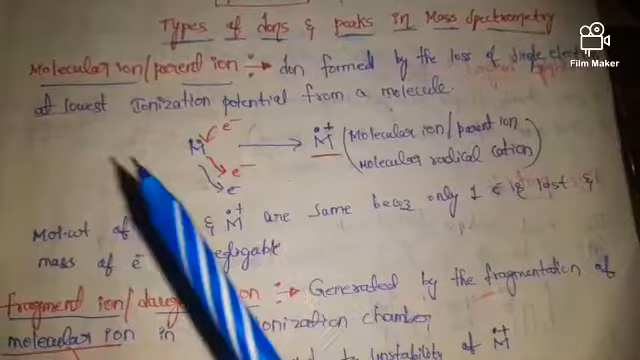 Types of Ions & peaks In Mass Spectrometry
Film Maker
Molecular ion/parent ion :→ Ion formed by the loss of single elect
at lowest Ionization potential from a molecule.
M e⁻ → M•+ (Molecular ion/parent ion
Molecular radical cation)
e⁻
e⁻
Mol.wt of & M•+ are same becoz only 1 e⁻ is lost &
mass of e⁻ negligable
fragment ion/ ion :→ Generated by the fragmentation of
molecular ion in ionization chamber
to Instability of M•+